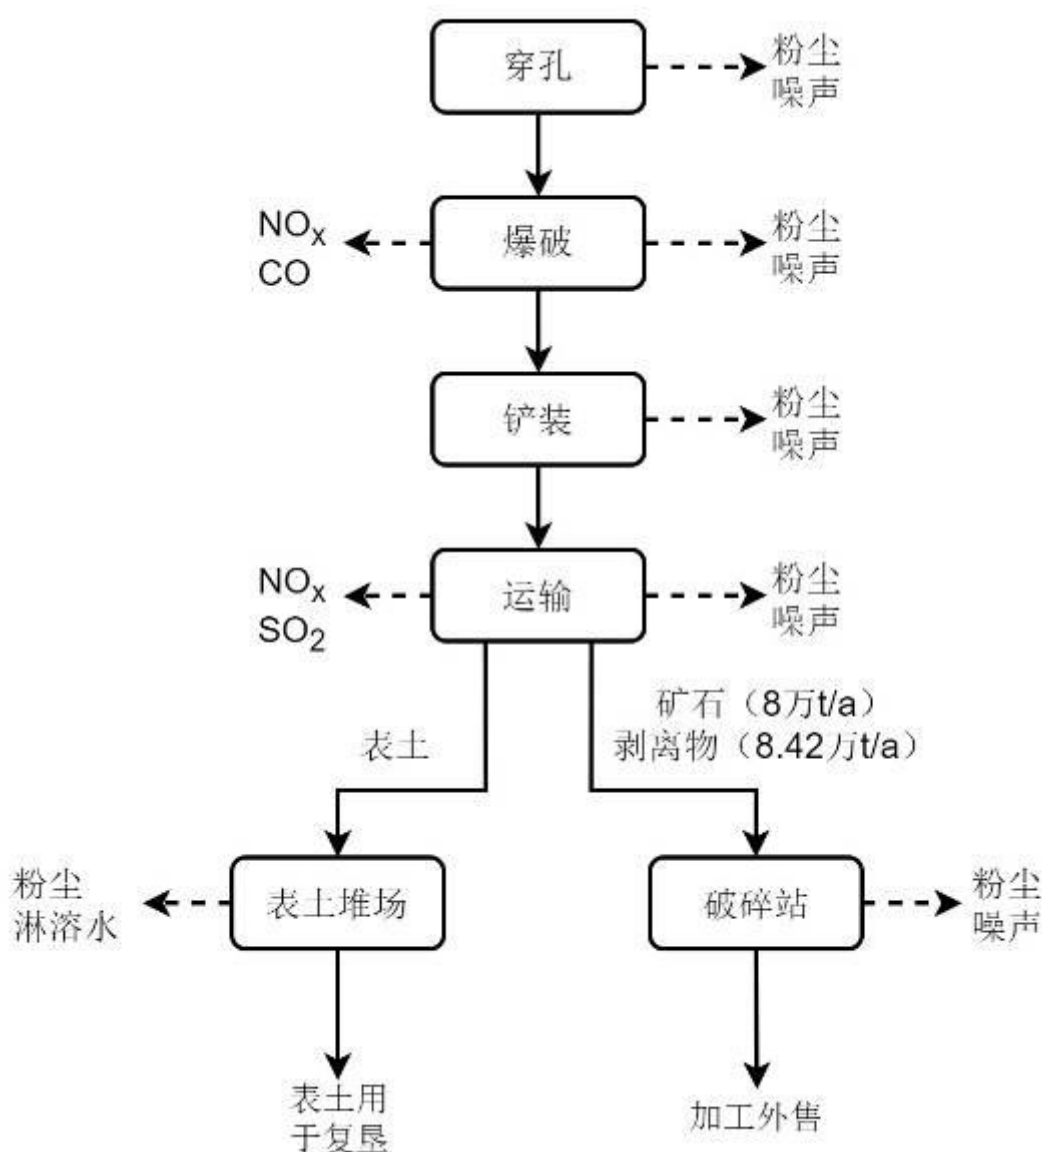 穿孔
粉尘
噪声
NOx
CO
爆破
粉尘
噪声
铲装
粉尘
噪声
NOx
SO2
运输
粉尘
噪声
表土
矿石（8万t/a）
剥离物（8.42万t/a）
粉尘
淋溶水
表土堆场
破碎站
粉尘
噪声
表土用
于复垦
加工外售